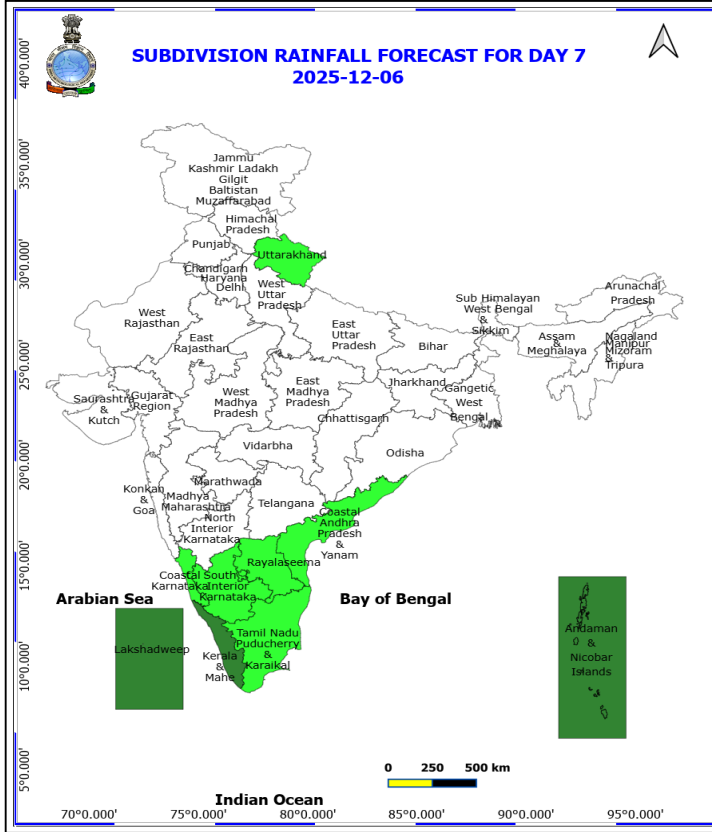 SUBDIVISION RAINFALL FORECAST FOR DAY 7
2025-12-06
40°0.000'
35°0.000'
30°0.000'
25°0.000'
20°0.000'
15°0.000'
10°0.000'
5°0.000'
Jammu
Kashmir Ladakh
Gilgit
Baltistan
Muzaffarabad
Himachal
Pradesh
Punjab
Uttarakhand
Chandigarh
Haryana
Delhi
West
Uttar
Pradesh
Arunachal
Pradesh
Sub Himalayan
West Bengal
&
Sikkim
West
Rajasthan
East
Rajasthan
East
Uttar
Pradesh
Bihar
Assam
&
Meghalaya
Nagaland
Manipur
Mizoram
&
Tripura
Saurashtra
&
Kutch
Gujarat
Region
West
Madhya
Pradesh
East
Madhya
Pradesh
Jharkhand
Gangetic
West
Bengal
Chhattisgarh
Vidarbha
Odisha
Konkan
&
Goa
Marathwada
Madhya
Maharashtra
Telangana
North
Interior
Karnataka
Coastal
Andhra
Pradesh
&
Yanam
Rayalaseema
Coastal
Karnataka
South
Interior
Karnataka
Arabian Sea
Bay of Bengal
Lakshadweep
Kerala
&
Mahe
Tamil Nadu
Puducherry
&
Karaikal
Andaman
&
Nicobar
Islands
0 250 500 km
Indian Ocean
70°0.000' 75°0.000' 80°0.000' 85°0.000' 90°0.000' 95°0.000'